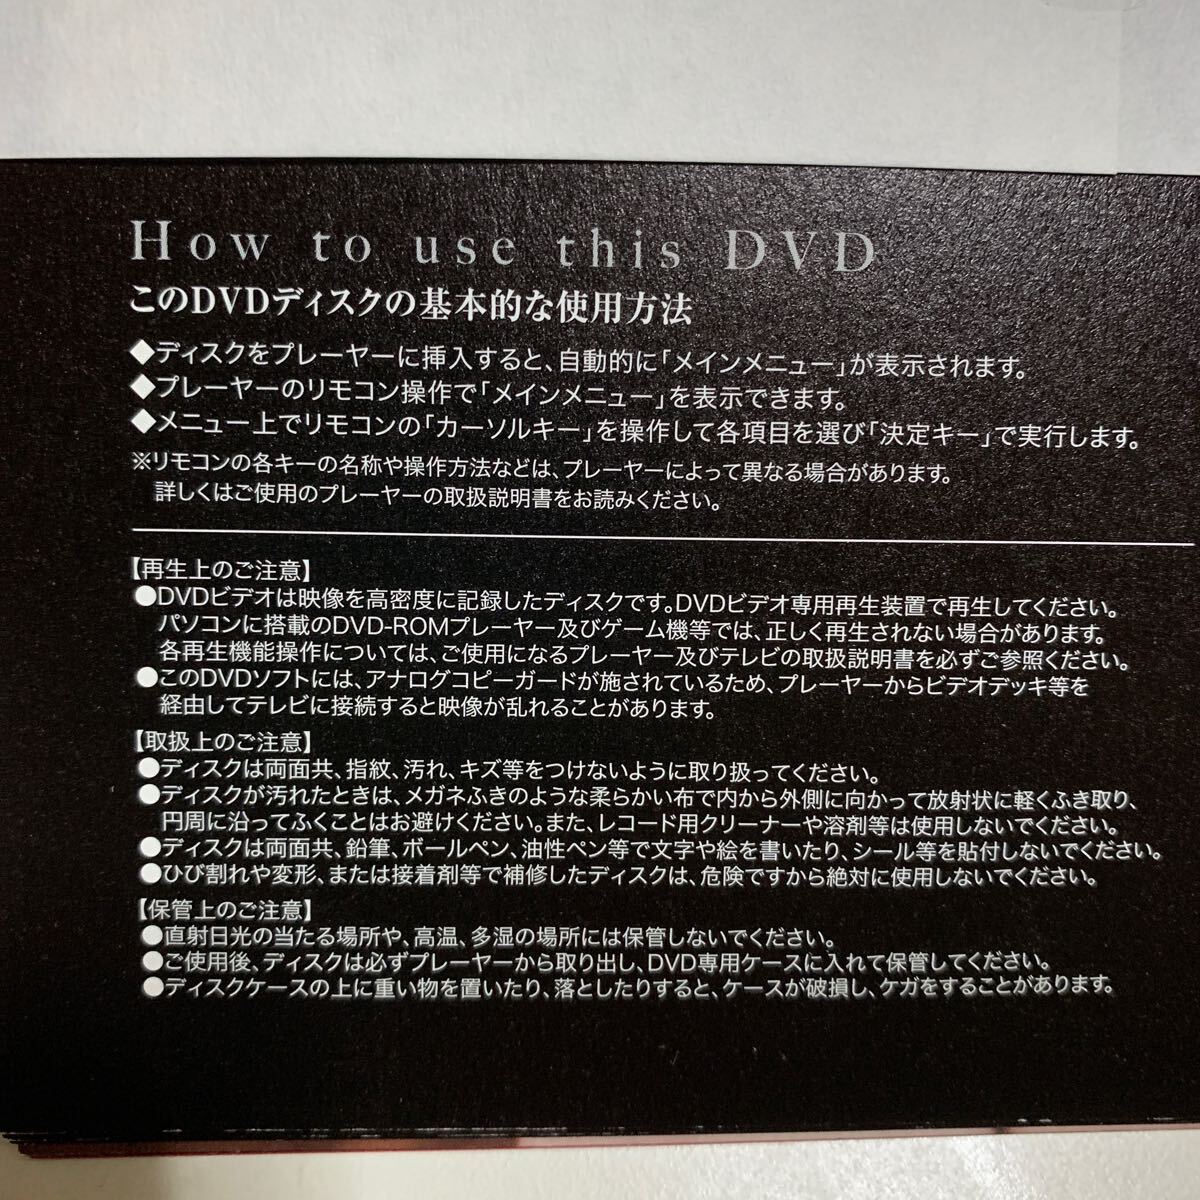 How to use this DVD
このDVDディスクの基本的な使用方法
◆ディスクをプレーヤーに挿入すると、自動的に「メインメニュー」が表示されます。
◆プレーヤーのリモコン操作で「メインメニュー」を表示できます。
◆メニュー上でリモコンの「カーソルキー」を操作して各項目を選び「決定キー」で実行します。
※リモコンの各キーの名称や操作方法などは、プレーヤーによって異なる場合があります。
詳しくはご使用のプレーヤーの取扱説明書をお読みください。
【再生上のご注意】
●DVDビデオは映像を高密度に記録したディスクです。DVDビデオ専用再生装置で再生してください。
パソコンに搭載のDVD-ROMプレーヤー及びゲーム機等では、正しく再生されない場合があります。
各再生機能操作については、ご使用になるプレーヤー及びテレビの取扱説明書を必ずご参照ください。
●このDVDソフトには、アナログコピーガードが施されているため、プレーヤーからビデオデッキ等を
経由してテレビに接続すると映像が乱れることがあります。
【取扱上のご注意】
●ディスクは両面共、指紋、汚れ、キズ等をつけないように取り扱ってください。
●ディスクが汚れたときは、メガネふきのような柔らかい布で内から外側に向かって放射状に軽くふき取り、
円周に沿ってふくことはお避けください。また、レコード用クリーナーや溶剤等は使用しないでください。
●ディスクは両面共、鉛筆、ボールペン、油性ペン等で文字や絵を書いたり、シール等を貼付しないでください。
●ひび割れや変形、または接着剤等で補修したディスクは、危険ですから絶対に使用しないでください。
【保管上のご注意】
●直射日光の当たる場所や、高温、多湿の場所には保管しないでください。
●ご使用後、ディスクは必ずプレーヤーから取り出し、DVD専用ケースに入れて保管してください。
●ディスクケースの上に重い物を置いたり、落としたりすると、ケースが破損し、ケガをすることがあります。